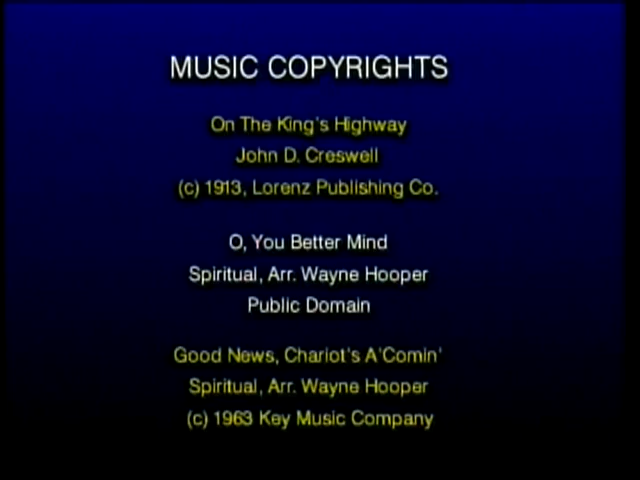 MUSIC COPYRIGHTS
On The King's Highway
John D. Creswell
(c) 1913, Lorenz Publishing Co.
O, You Better Mind
Spiritual, Arr. Wayne Hooper
Public Domain
Good News, Chariot's A'Comin'
Spiritual, Arr. Wayne Hooper
(c) 1963 Key Music Company